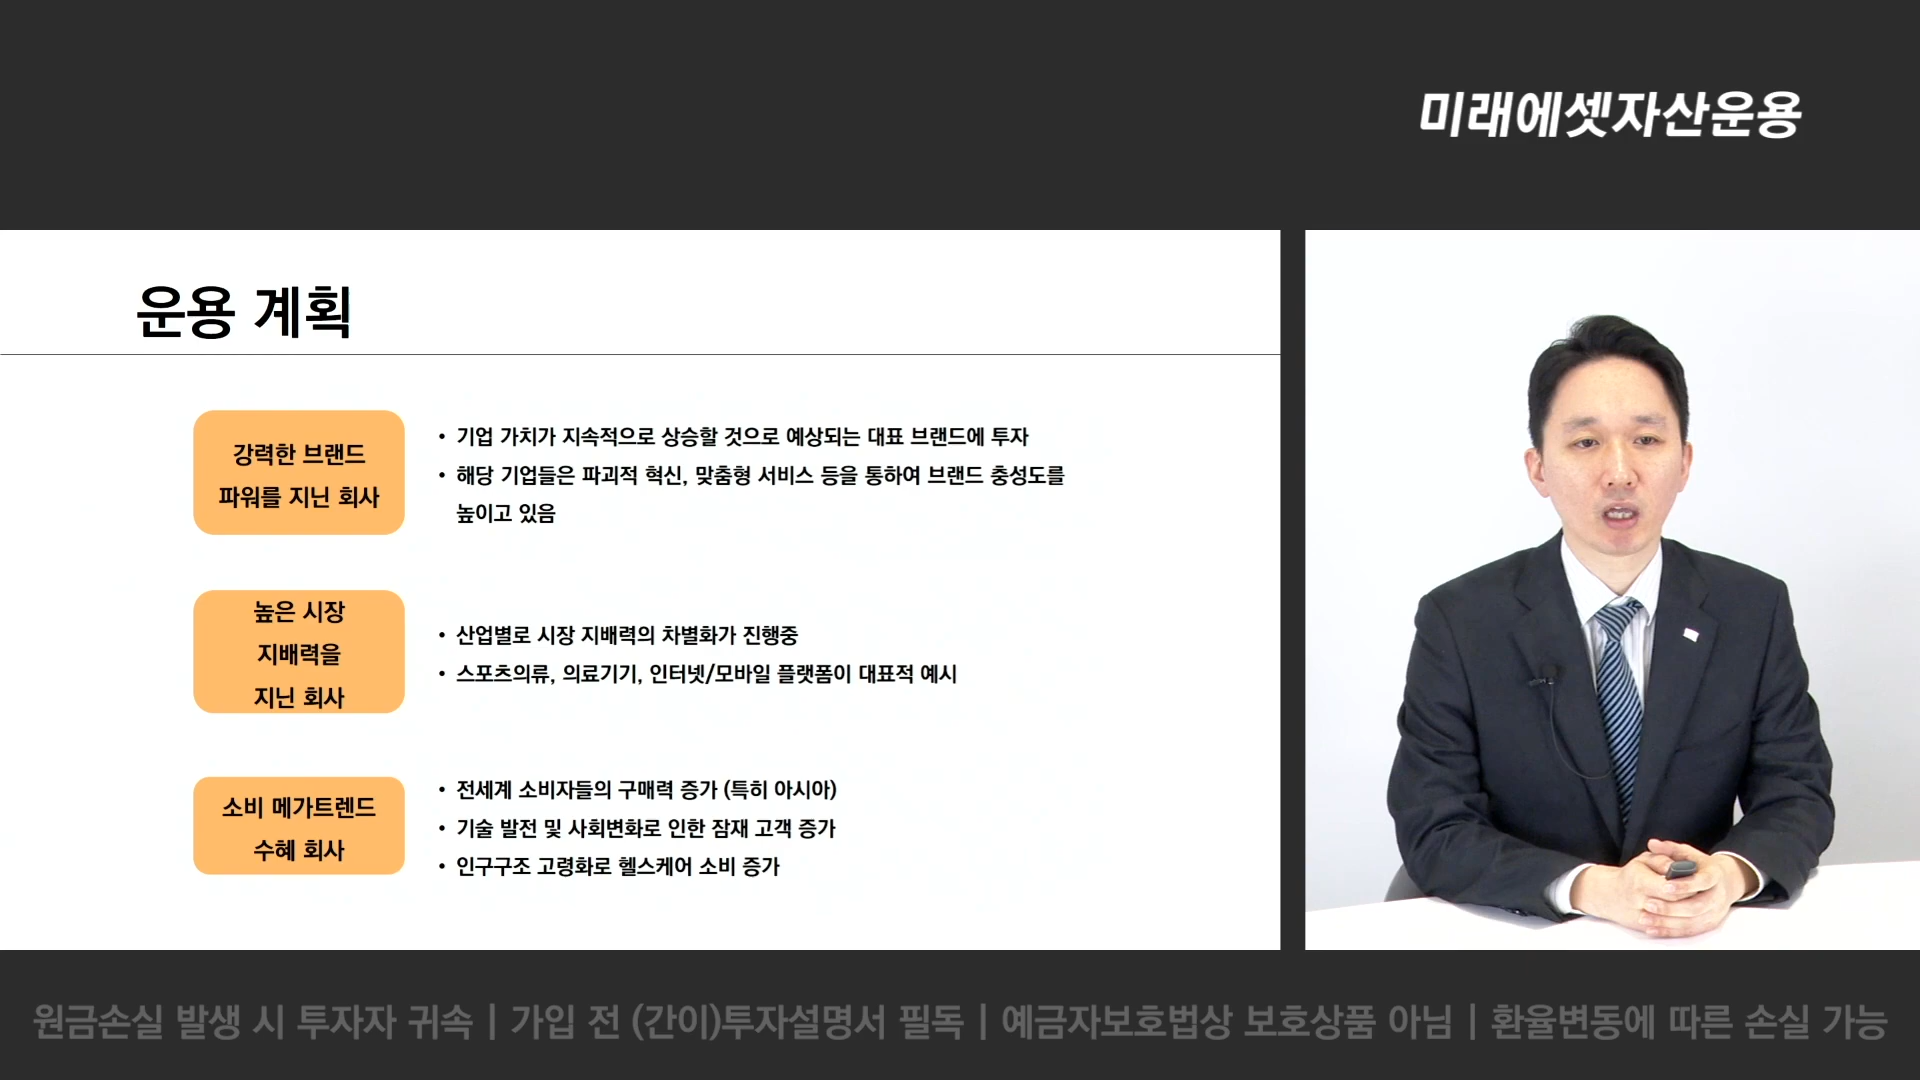 미래에셋자산운용
운용 계획
강력한 브랜드
파워를 지닌 회사
• 기업 가치가 지속적으로 상승할 것으로 예상되는 대표 브랜드에 투자
• 해당 기업들은 파괴적 혁신, 맞춤형 서비스 등을 통하여 브랜드 충성도를
높이고 있음
높은 시장
지배력을
지닌 회사
• 산업별로 시장 지배력의 차별화가 진행중
• 스포츠의류, 의료기기, 인터넷/모바일 플랫폼이 대표적 예시
소비 메가트렌드
수혜 회사
• 전세계 소비자들의 구매력 증가 (특히 아시아)
• 기술 발전 및 사회변화로 인한 잠재 고객 증가
• 인구구조 고령화로 헬스케어 소비 증가
원금손실 발생 시 투자자 귀속 | 가입 전 (간이)투자설명서 필독 | 예금자보호법상 보호상품 아님 | 환율변동에 따른 손실 가능